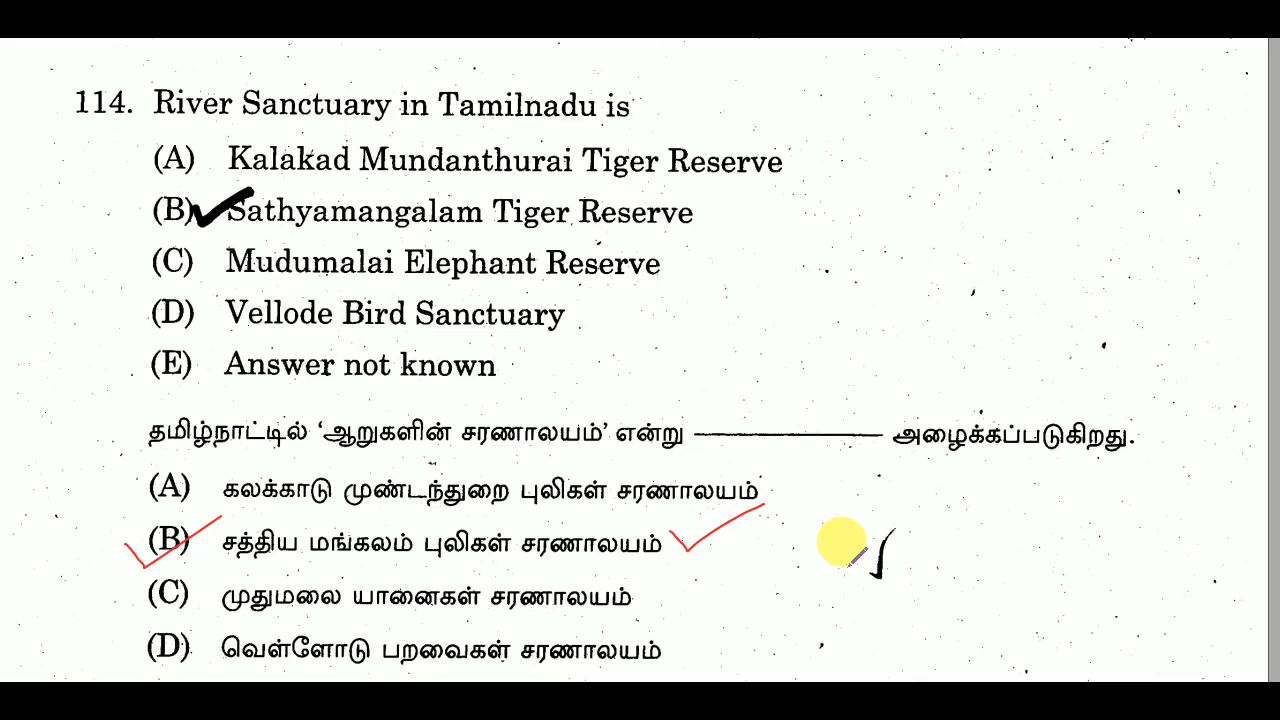 114. River Sanctuary in Tamilnadu is
(A) Kalakad Mundanthurai Tiger Reserve
(B) Sathyamangalam Tiger Reserve
(C) Mudumalai Elephant Reserve
(D) Vellode Bird Sanctuary
(E) Answer not known
தமிழ்நாட்டில் ‘ஆறுகளின் சரணாலயம்’ என்று ————— அழைக்கப்படுகிறது.
(A) கலக்காடு முண்டந்துறை புலிகள் சரணாலயம்
(B) சத்திய மங்கலம் புலிகள் சரணாலயம்
(C) முதுமலை யானைகள் சரணாலயம்
(D) வெள்ளோடு பறவைகள் சரணாலயம்